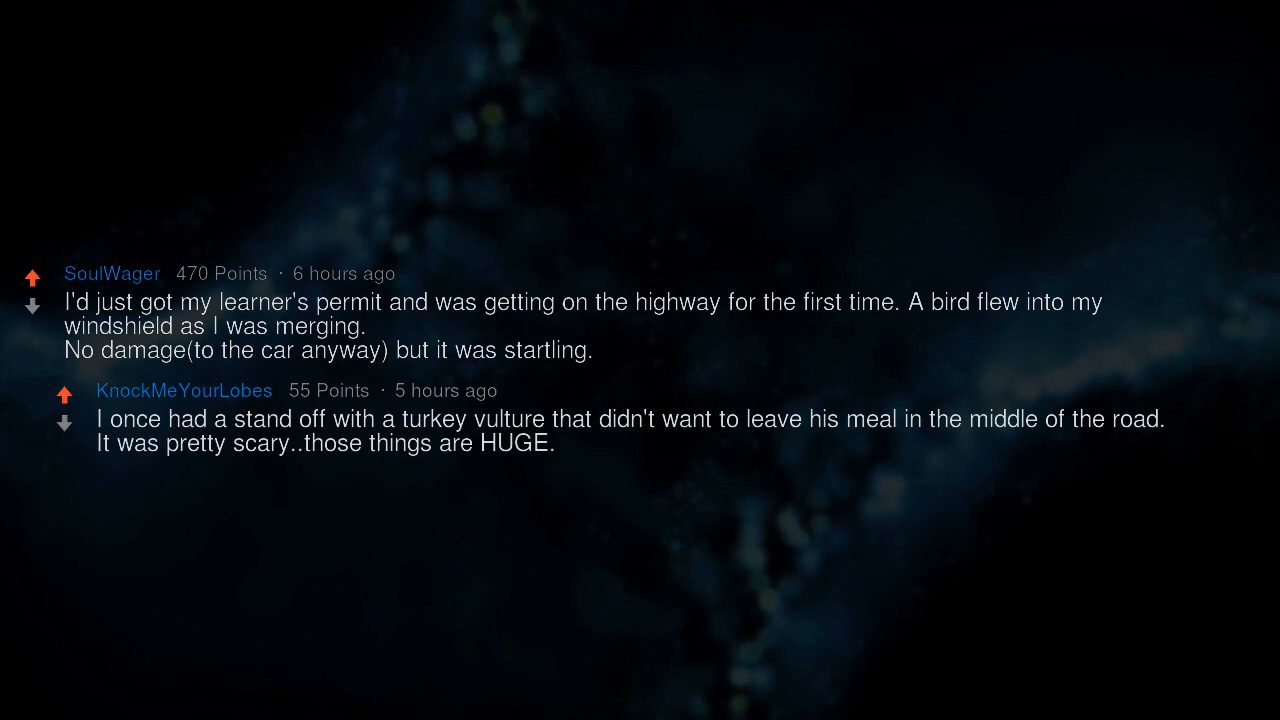 SoulWager 470 Points · 6 hours ago
I'd just got my learner's permit and was getting on the highway for the first time. A bird flew into my
windshield as I was merging.
No damage(to the car anyway) but it was startling.
KnockMeYourLobes 55 Points · 5 hours ago
I once had a stand off with a turkey vulture that didn't want to leave his meal in the middle of the road.
It was pretty scary..those things are HUGE.